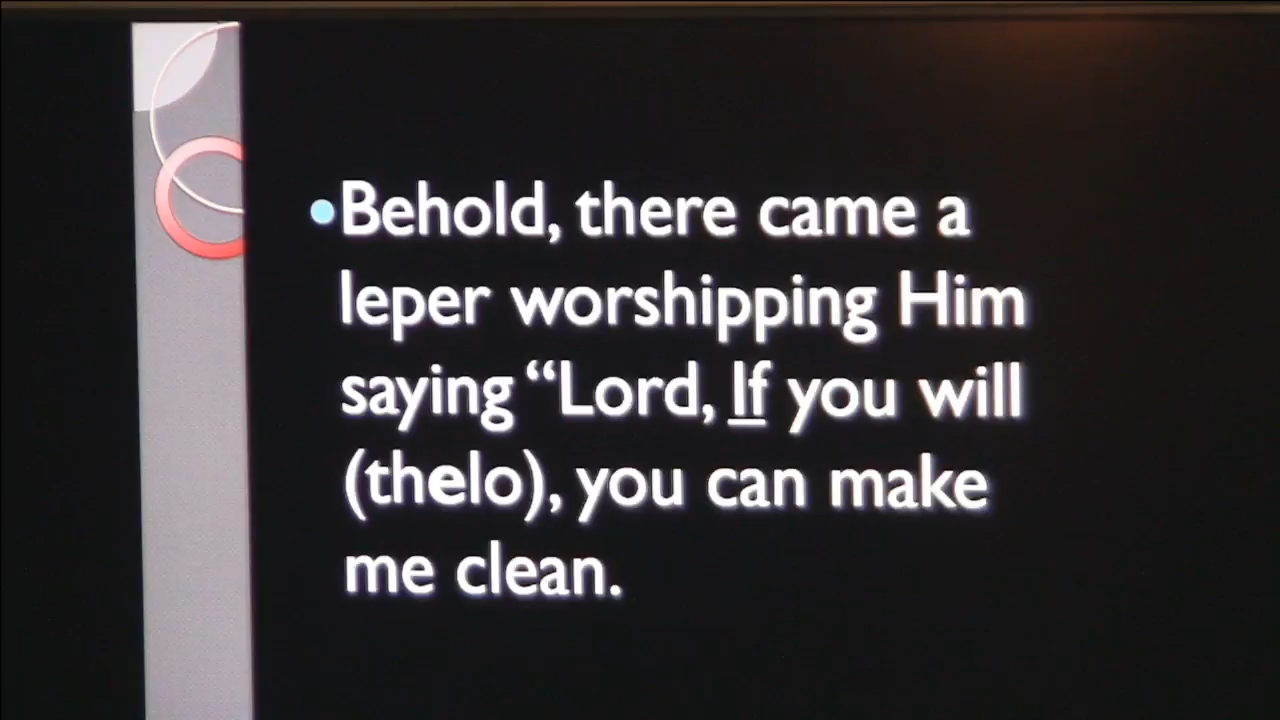 •Behold, there came a
leper worshipping Him
saying “Lord, If you will
(thelo), you can make
me clean.